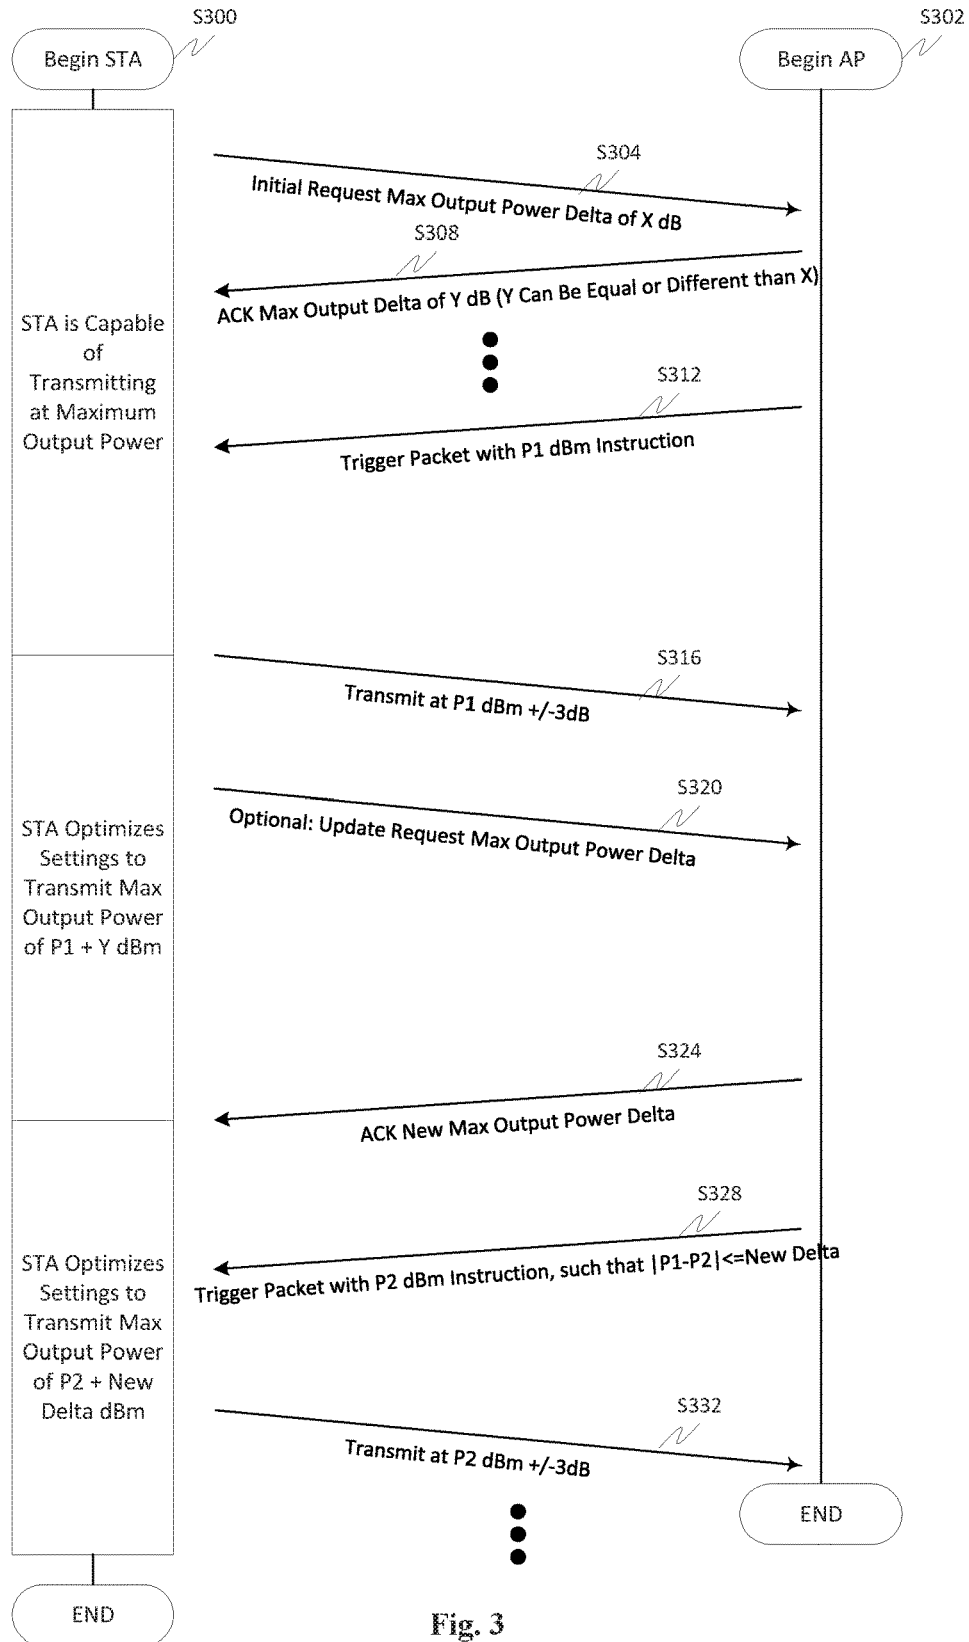 S300
S302
Begin STA
Begin AP
S304
Initial Request Max Output Power Delta of X dB
S308
ACK Max Output Delta of Y dB (Y Can Be Equal or Different than X)
STA is Capable
of
Transmitting
at Maximum
Output Power
S312
Trigger Packet with P1 dBm Instruction
S316
Transmit at P1 dBm +/-3dB
S320
Optional: Update Request Max Output Power Delta
STA Optimizes
Settings to
Transmit Max
Output Power
of P1 + Y dBm
S324
ACK New Max Output Power Delta
S328
Trigger Packet with P2 dBm Instruction, such that |P1-P2|<=New Delta
STA Optimizes
Settings to
Transmit Max
Output Power
of P2 + New
Delta dBm
S332
Transmit at P2 dBm +/-3dB
END
END
Fig. 3